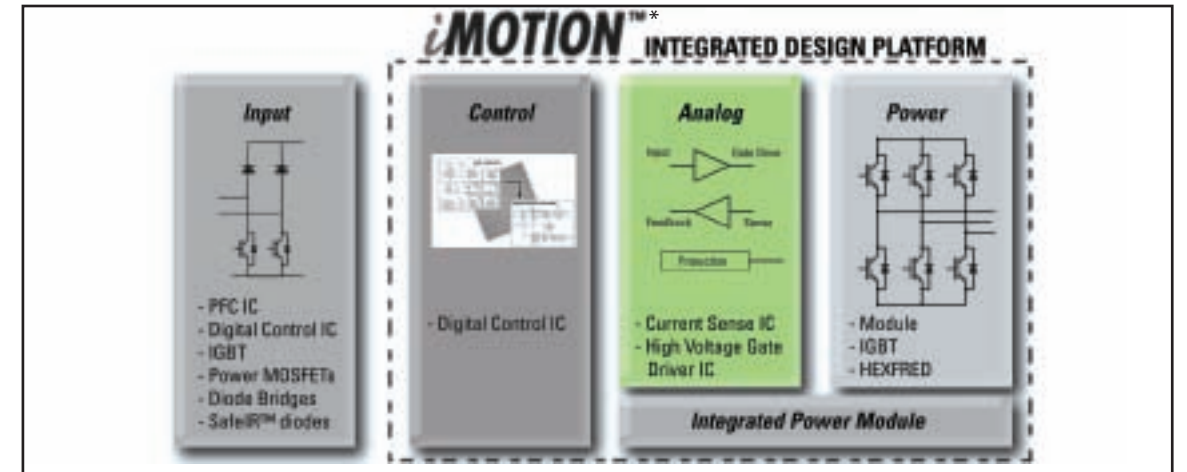 iMOTION™*
INTEGRATED DESIGN PLATFORM
Input
- PFC IC
- Digital Control IC
- IGBT
- Power MOSFETs
- Diode Bridges
- SafeIR™ diodes
Control
- Digital Control IC
Analog
Input
Gate Drive
Feedback
Sense
Protection
- Current Sense IC
- High Voltage Gate
Driver IC
Power
- Module
- IGBT
- HEXFRED
Integrated Power Module